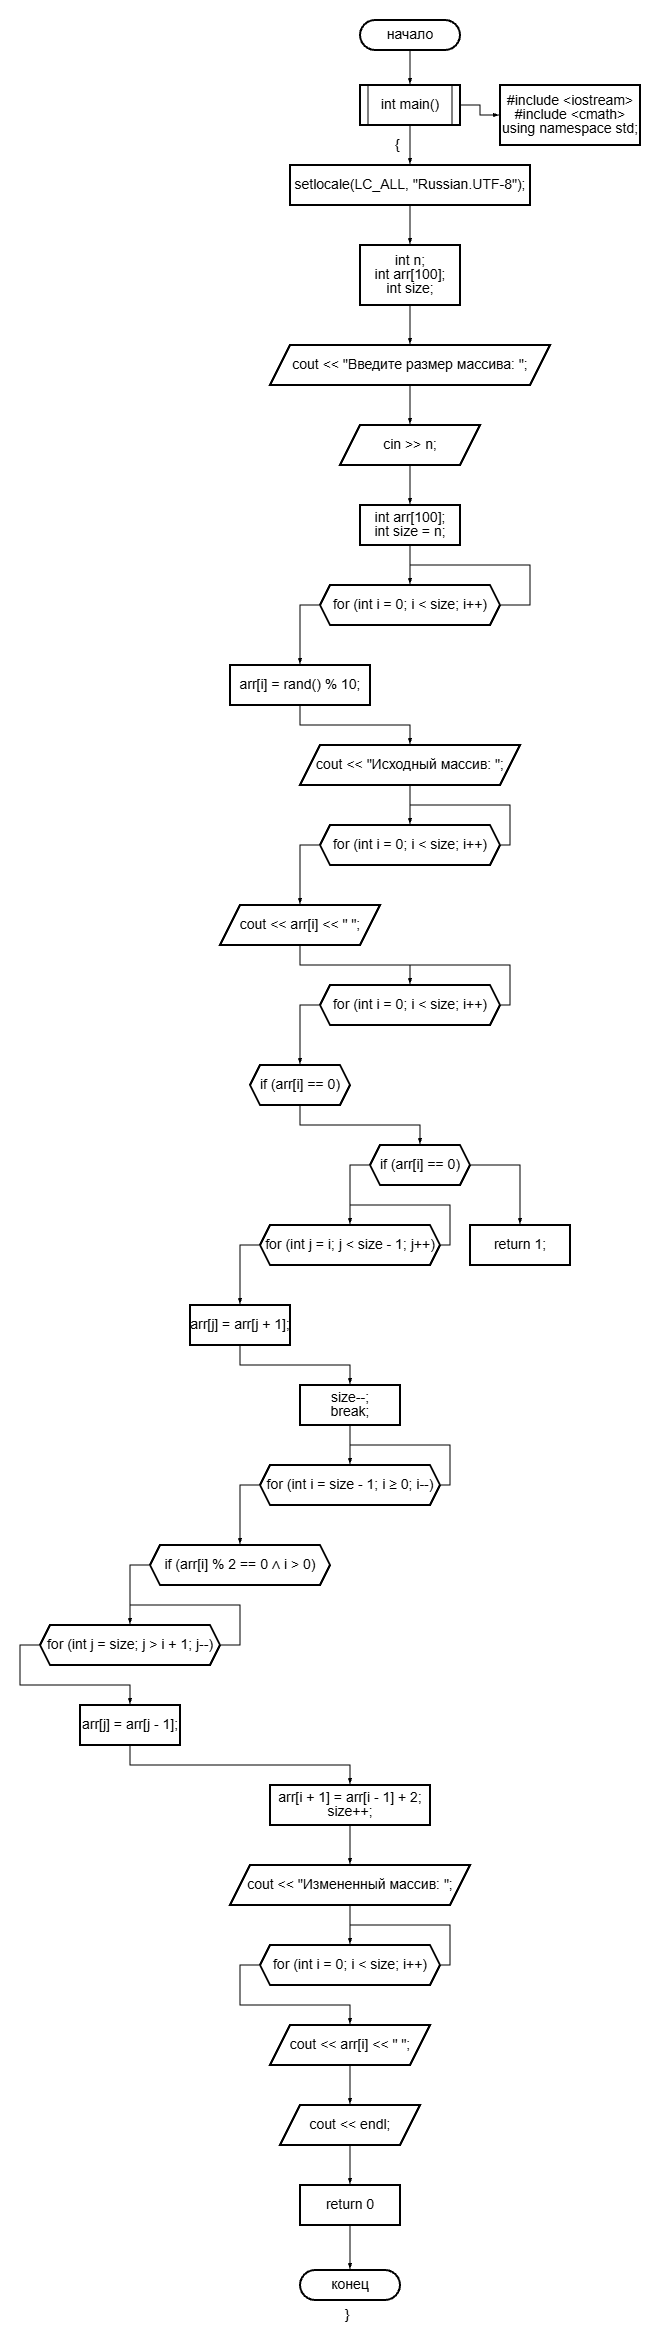 начало
int main()
#include <iostream>
#include <cmath>
using namespace std;
{
setlocale(LC_ALL, "Russian.UTF-8");
int n;
int arr[100];
int size;
cout << "Введите размер массива: ";
cin >> n;
int arr[100];
int size = n;
for (int i = 0; i < size; i++)
arr[i] = rand() % 10;
cout << "Исходный массив: ";
for (int i = 0; i < size; i++)
cout << arr[i] << " ";
for (int i = 0; i < size; i++)
if (arr[i] == 0)
if (arr[i] == 0)
for (int j = i; j < size - 1; j++)
return 1;
arr[j] = arr[j + 1];
size--;
break;
for (int i = size - 1; i ≥ 0; i--)
if (arr[i] % 2 == 0 ∧ i > 0)
for (int j = size; j > i + 1; j--)
arr[j] = arr[j - 1];
arr[i + 1] = arr[i - 1] + 2;
size++;
cout << "Измененный массив: ";
for (int i = 0; i < size; i++)
cout << arr[i] << " ";
cout << endl;
return 0
конец
}